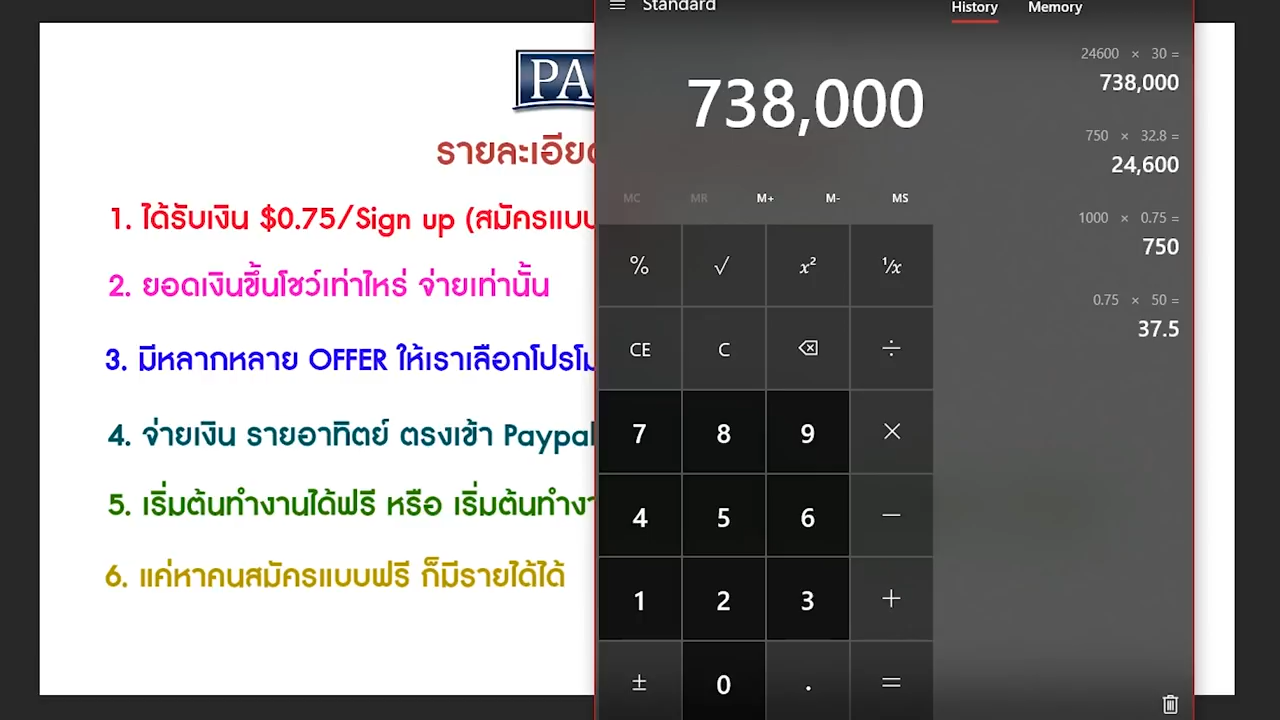 PA
รายละเอียด
1. ได้รับเงิน $0.75/Sign up (สมัครแบบ
2. ยอดเงินขึ้นโชว์เท่าไหร่ จ่ายเท่านั้น
3. มีหลากหลาย OFFER ให้เราเลือกโปรโม
4. จ่ายเงิน รายอาทิตย์ ตรงเข้า Paypal
5. เริ่มต้นทำงานได้ฟรี หรือ เริ่มต้นทำงา
6. แค่หาคนสมัครแบบฟรี ก็มีรายได้ได้
Standard
738,000
MC MR M+ M- MS
% √ x² ¹/x
CE C ÷
7 8 9 ×
4 5 6 −
1 2 3 +
± 0 . =
History Memory
24600 × 30 =
738,000
750 × 32.8 =
24,600
1000 × 0.75 =
750
0.75 × 50 =
37.5